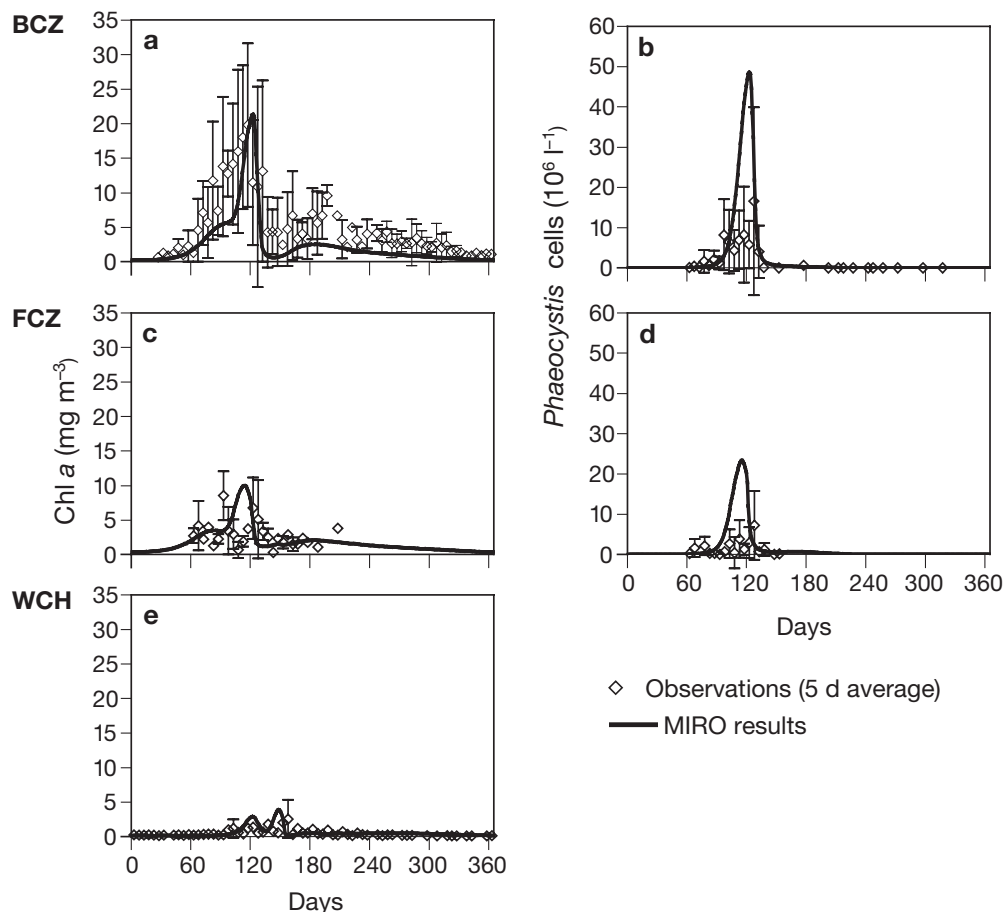 BCZ
a
35
30
25
20
15
10
5
0
b
60
50
40
30
20
10
0
FCZ
c
35
30
25
20
15
10
5
0
Chl a (mg m⁻³)
d
60
50
40
30
20
10
0
Phaeocystis cells (10⁶ l⁻¹)
0 60 120 180 240 300 360
Days
WCH
e
35
30
25
20
15
10
5
0
0 60 120 180 240 300 360
Days
Observations (5 d average)
MIRO results